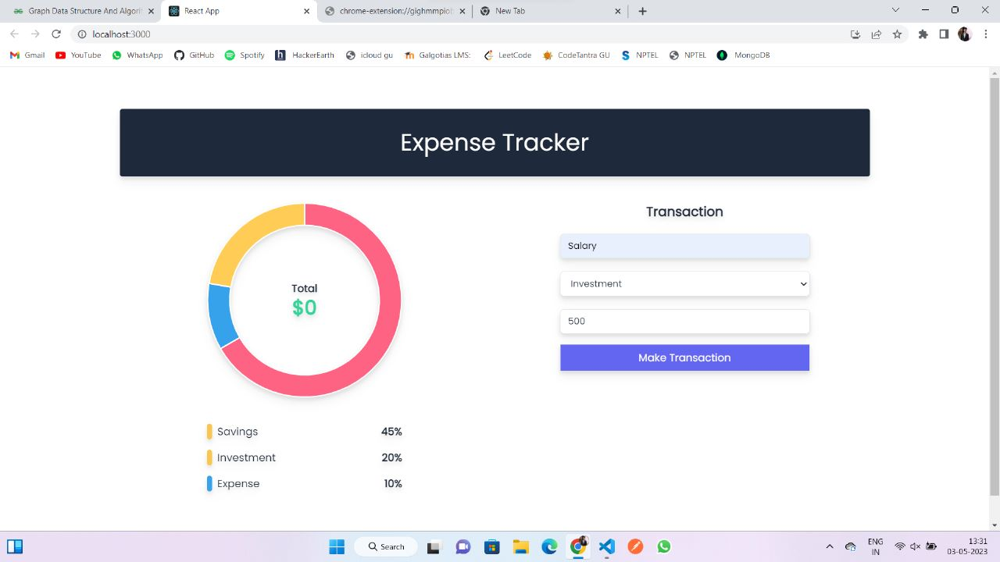 Graph Data Structure And Algorith
React App
chrome-extension://gighmmpiob
New Tab
localhost:3000
Gmail
YouTube
WhatsApp
GitHub
Spotify
HackerEarth
icloud gu
Galgotias LMS:
LeetCode
CodeTantra GU
NPTEL
NPTEL
MongoDB
Expense Tracker
Total
$0
Savings 45%
Investment 20%
Expense 10%
Transaction
Salary
Investment
500
Make Transaction
Search
ENG
IN
13:31
03-05-2023